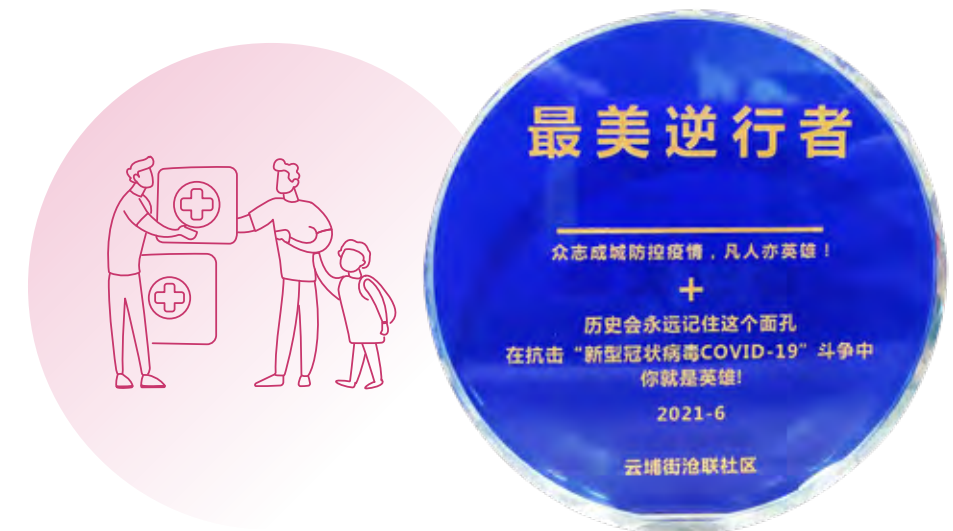 最美逆行者
众志成城防控疫情，凡人亦英雄！
+
历史会永远记住这个面孔
在抗击“新型冠状病毒COVID-19”斗争中
你就是英雄!
2021-6
云埔街沧联社区